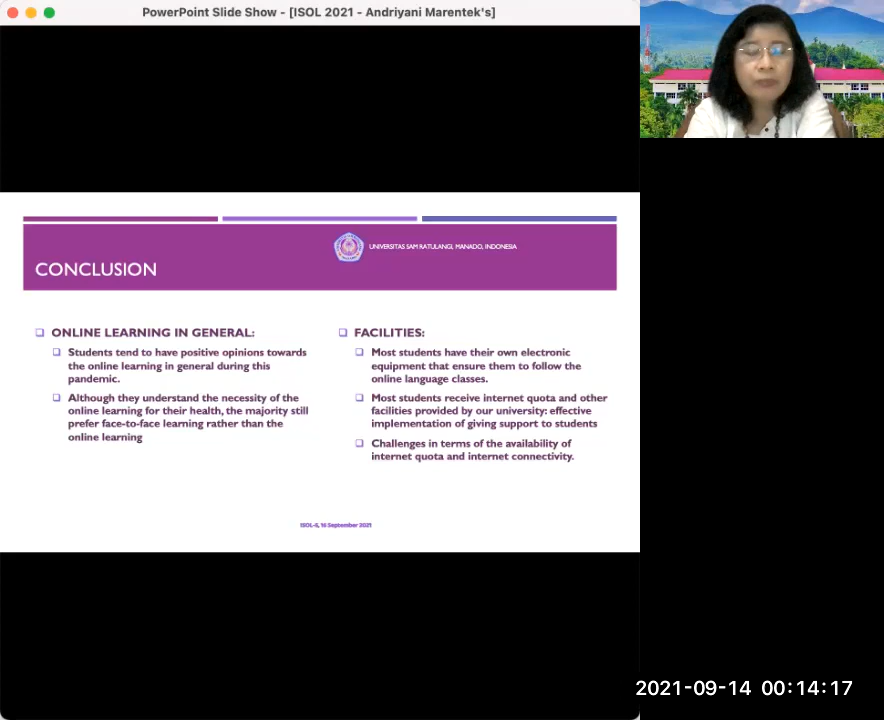 PowerPoint Slide Show - [ISOL 2021 - Andriyani Marentek's]
UNIVERSITAS SAM RATULANGI, MANADO, INDONESIA
CONCLUSION
ONLINE LEARNING IN GENERAL:
Students tend to have positive opinions towards
the online learning in general during this
pandemic.
Although they understand the necessity of the
online learning for their health, the majority still
prefer face-to-face learning rather than the
online learning
FACILITIES:
Most students have their own electronic
equipment that ensure them to follow the
online language classes.
Most students receive internet quota and other
facilities provided by our university: effective
implementation of giving support to students
Challenges in terms of the availability of
internet quota and internet connectivity.
ISOL-5, 16 September 2021
2021-09-14 00:14:17